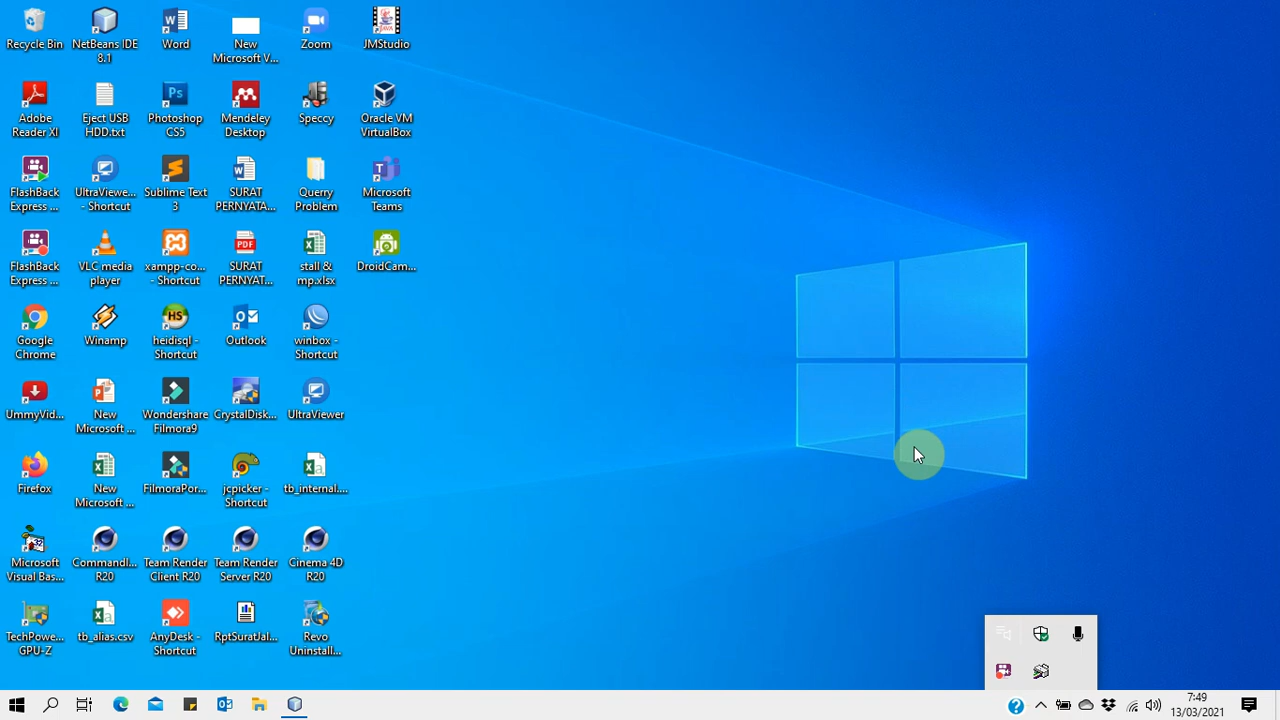 Recycle Bin
NetBeans IDE
8.1
Word
New
Microsoft V...
Zoom
JMStudio
Adobe
Reader XI
Eject USB
HDD.txt
Photoshop
CS5
Mendeley
Desktop
Speccy
Oracle VM
VirtualBox
FlashBack
Express ...
UltraViewe...
- Shortcut
Sublime Text
3
SURAT
PERNYATA...
Querry
Problem
Microsoft
Teams
FlashBack
Express ...
VLC media
player
xampp-co...
- Shortcut
SURAT
PERNYATA...
stall &
mp.xlsx
DroidCam...
Google
Chrome
Winamp
heidisql -
Shortcut
Outlook
winbox -
Shortcut
UmmyVid...
New
Microsoft ...
Wondershare
Filmora9
CrystalDisk...
UltraViewer
Firefox
New
Microsoft ...
FilmoraPor...
jcpicker -
Shortcut
tb_internal....
Microsoft
Visual Bas...
Commandl...
R20
Team Render
Client R20
Team Render
Server R20
Cinema 4D
R20
TechPowe...
GPU-Z
tb_alias.csv
AnyDesk -
Shortcut
RptSuratJal...
Revo
Uninstall...
7:49
13/03/2021